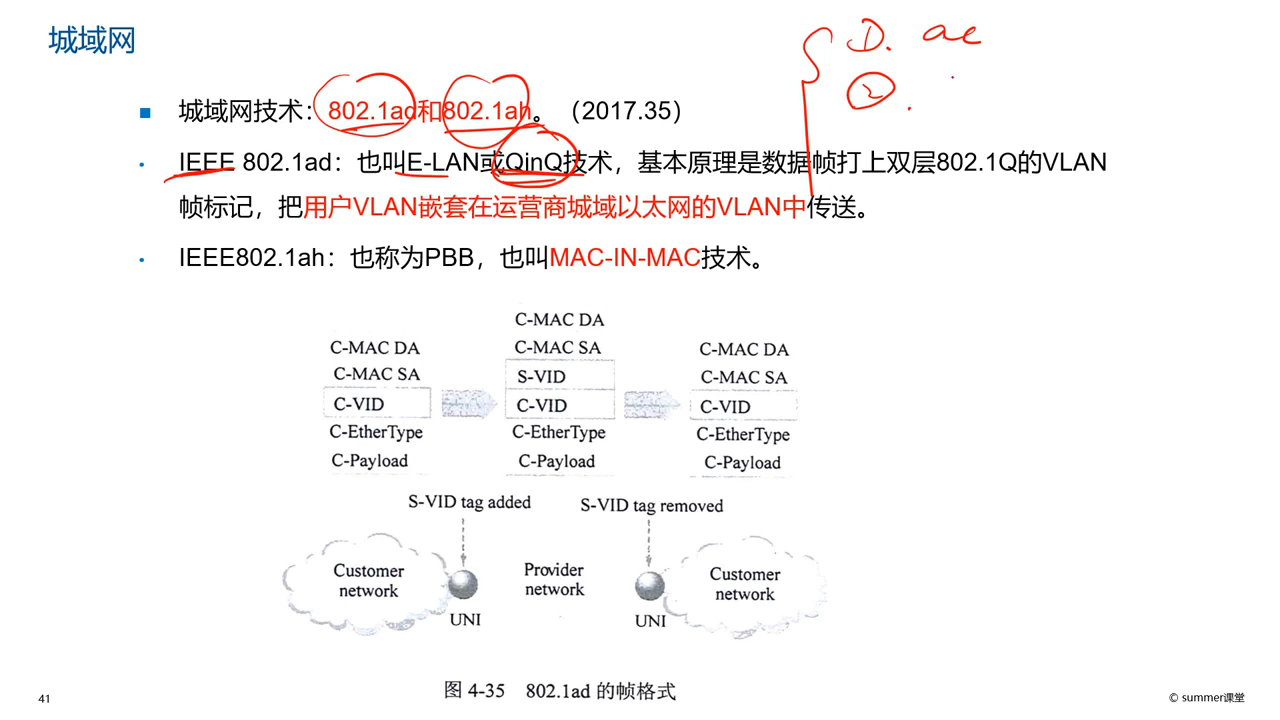 城域网
D. ac
2.
城域网技术：802.1ad和802.1ah。（2017.35）
IEEE 802.1ad：也叫E-LAN或QinQ技术，基本原理是数据帧打上双层802.1Q的VLAN
帧标记，把用户VLAN嵌套在运营商城域以太网的VLAN中传送。
IEEE802.1ah：也称为PBB，也叫MAC-IN-MAC技术。
C-MAC DA
C-MAC SA
C-VID
C-EtherType
C-Payload
C-MAC DA
C-MAC SA
S-VID
C-VID
C-EtherType
C-Payload
C-MAC DA
C-MAC SA
C-VID
C-EtherType
C-Payload
S-VID tag added
S-VID tag removed
Customer
network
UNI
Provider
network
UNI
Customer
network
图 4-35 802.1ad 的帧格式
41
© summer课堂